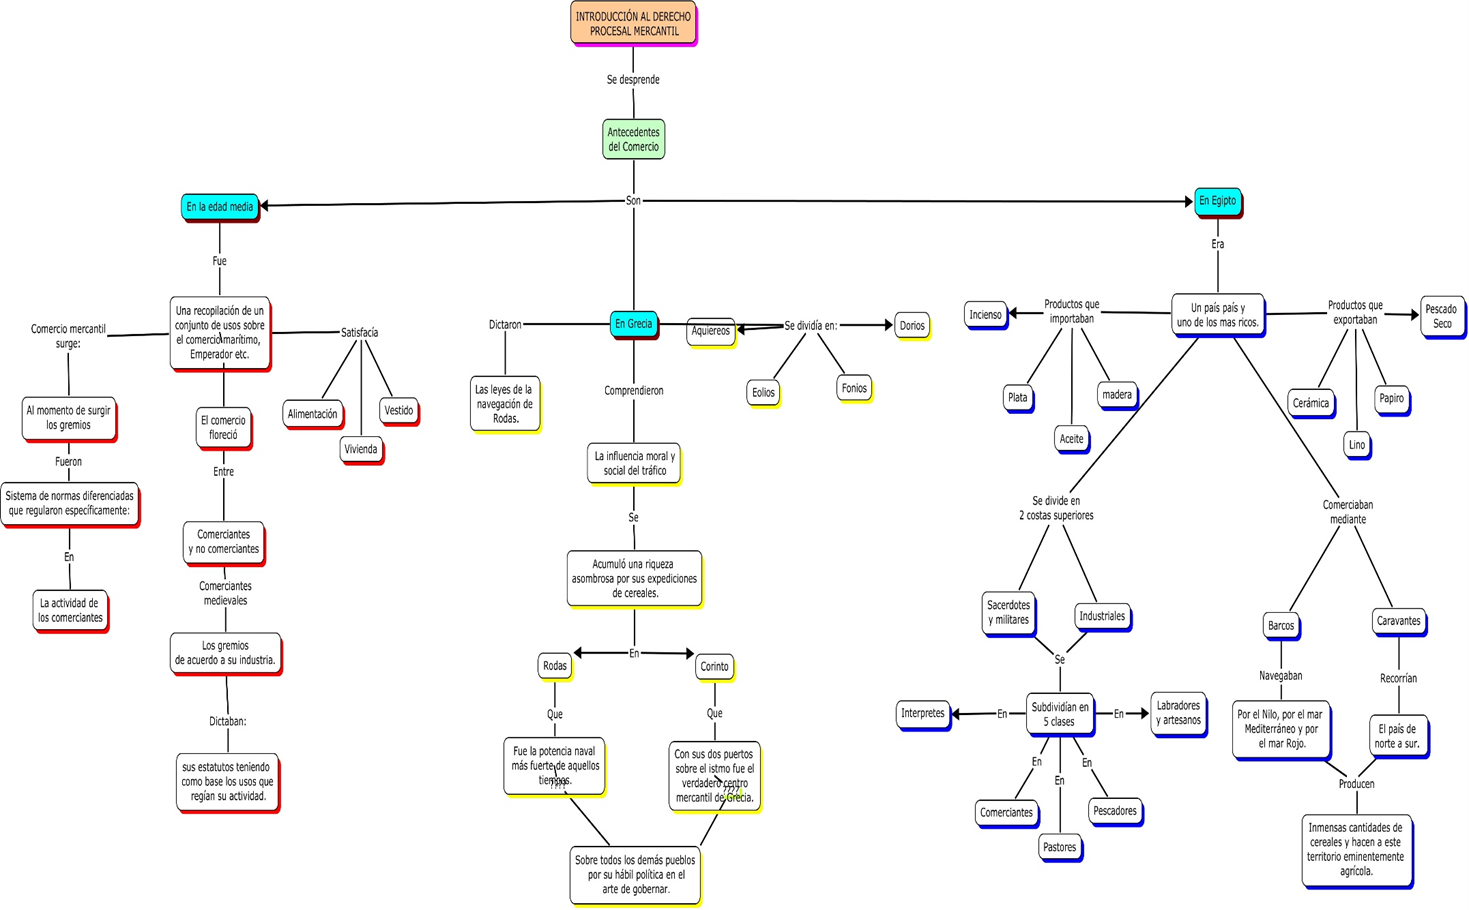 INTRODUCCIÓN AL DERECHO
PROCESAL MERCANTIL
Se desprende
Antecedentes
del Comercio
Son
En la edad media
Fue
Una recopilación de un
conjunto de usos sobre
el comercio marítimo,
Emperador etc.
Comercio mercantil
surge:
Al momento de surgir
los gremios
Fueron
Sistema de normas diferenciadas
que regularon específicamente:
En
La actividad de
los comerciantes
El comercio
floreció
Entre
Comerciantes
y no comerciantes
Comerciantes
medievales
Los gremios
de acuerdo a su industria.
Dictaban:
sus estatutos teniendo
como base los usos que
regían su actividad.
Satisfacía
Alimentación
Vivienda
Vestido
En Grecia
Dictaron
Las leyes de la
navegación de
Rodas.
Se dividía en:
Aquiereos
Eolios
Fonios
Dorios
Comprendieron
La influencia moral y
social del tráfico
Se
Acumuló una riqueza
asombrosa por sus expediciones
de cereales.
En
Rodas
Que
Fue la potencia naval
más fuerte de aquellos
tiempos.
????
Corinto
Que
Con sus dos puertos
sobre el istmo fue el
verdadero centro
mercantil de Grecia.
????
Sobre todos los demás pueblos
por su hábil política en el
arte de gobernar.
En Egipto
Era
Un país país y
uno de los mas ricos.
Productos que
importaban
Incienso
Plata
Aceite
madera
Productos que
exportaban
Pescado
Seco
Cerámica
Lino
Papiro
Se divide en
2 costas superiores
Sacerdotes
y militares
Industriales
Se
Subdividían en
5 clases
En
Interpretes
En
Labradores
y artesanos
En
Comerciantes
En
Pastores
En
Pescadores
Comerciaban
mediante
Barcos
Navegaban
Por el Nilo, por el mar
Mediterráneo y por
el mar Rojo.
Caravantes
Recorrían
El país de
norte a sur.
Producen
Inmensas cantidades de
cereales y hacen a este
territorio eminentemente
agrícola.